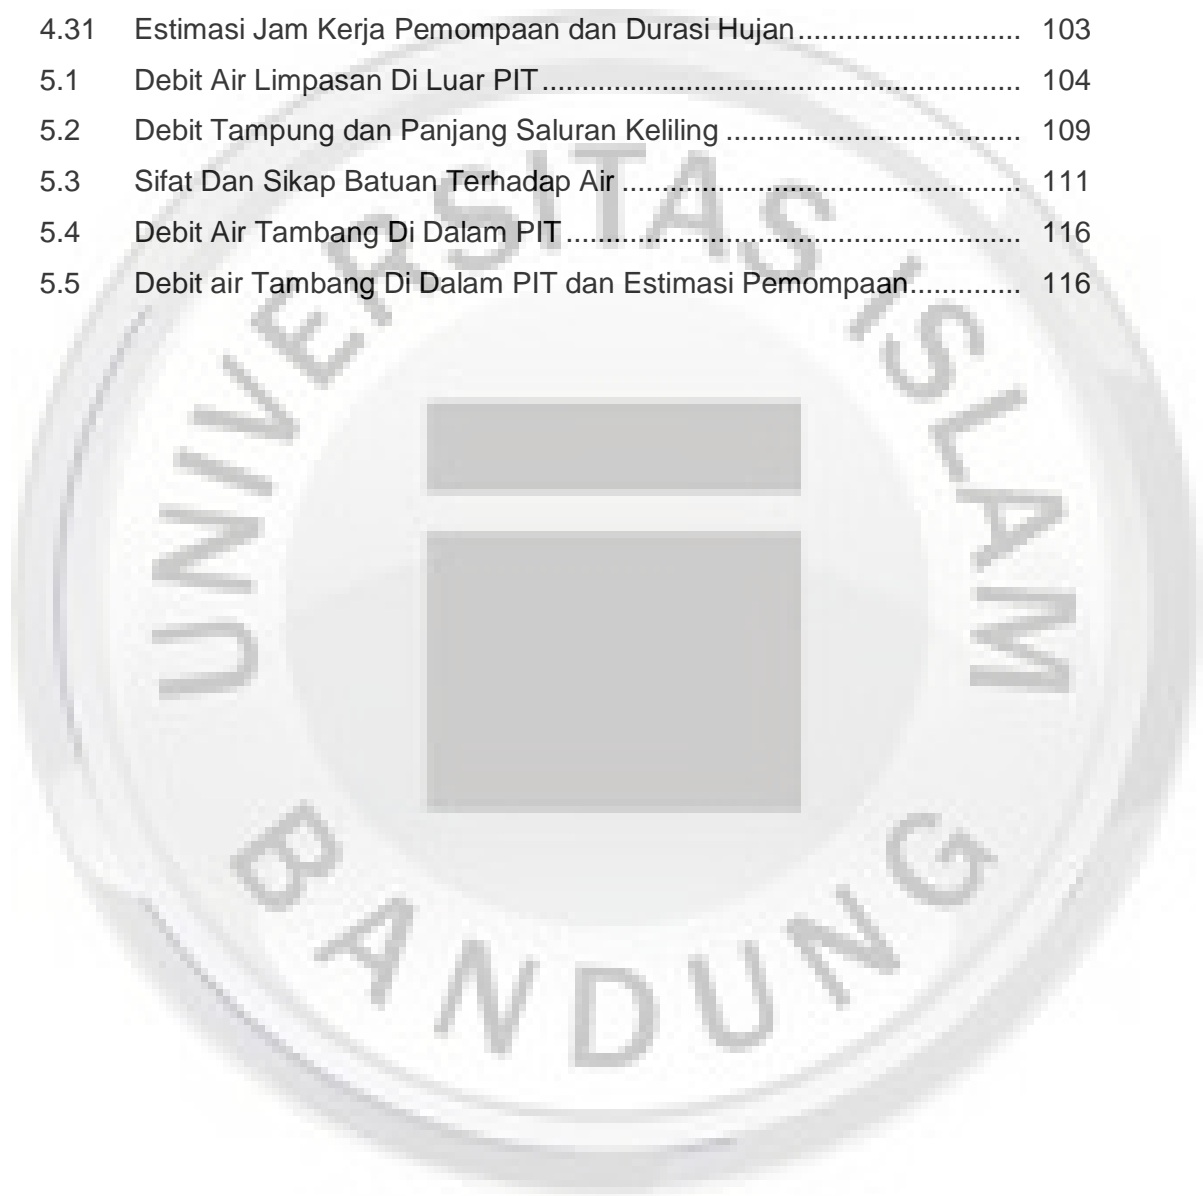 4.31 Estimasi Jam Kerja Pemompaan dan Durasi Hujan............................ 103
5.1 Debit Air Limpasan Di Luar PIT............................................................ 104
5.2 Debit Tampung dan Panjang Saluran Keliling ..................................... 109
5.3 Sifat Dan Sikap Batuan Terhadap Air .................................................. 111
5.4 Debit Air Tambang Di Dalam PIT......................................................... 116
5.5 Debit air Tambang Di Dalam PIT dan Estimasi Pemompaan.............. 116
UNIVERSITAS ISLAM
BANDUNG